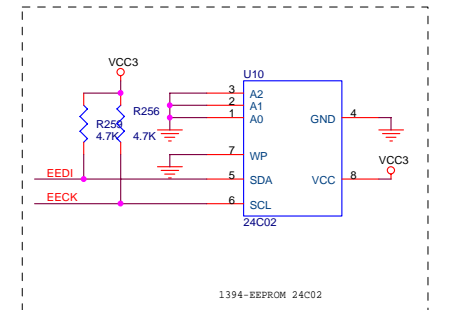 VCC3
U10
R256
R259
4.7K
4.7K
3
A2
2
A1
1
A0
GND
4
7
WP
VCC3
EEDI
5
SDA
VCC
8
EECK
6
SCL
24C02
1394-EEPROM 24C02